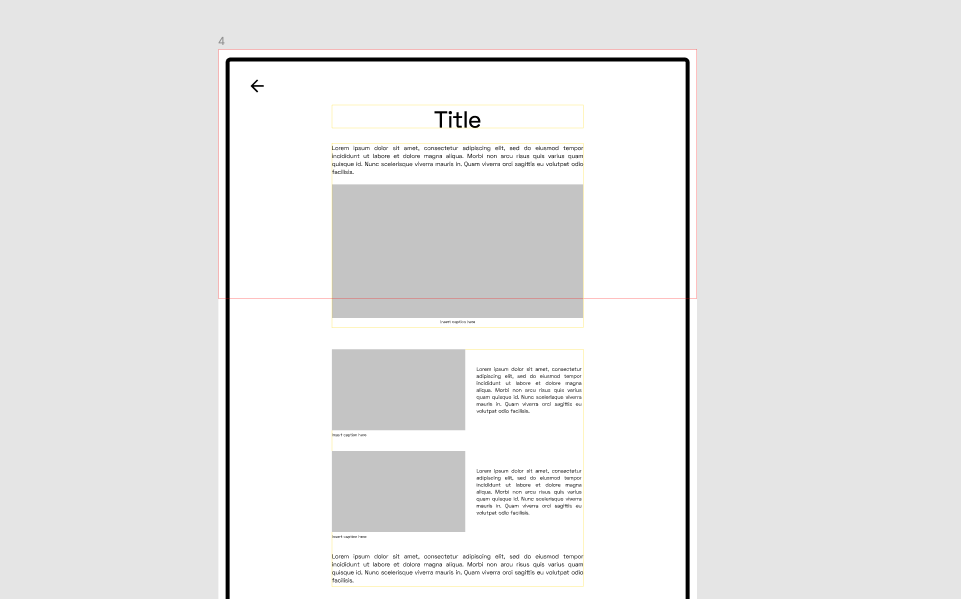 4
Title
Lorem ipsum dolor sit amet, consectetur adipiscing elit, sed do eiusmod tempor
incididunt ut labore et dolore magna aliqua. Morbi non arcu risus quis varius quam
quisque id. Nunc scelerisque viverra mauris in. Quam viverra orci sagittis eu volutpat odio
facilisis.
Insert caption here
Lorem ipsum dolor sit amet, consectetur
adipiscing elit, sed do eiusmod tempor
incididunt ut labore et dolore magna
aliqua. Morbi non arcu risus quis varius
quam quisque id. Nunc scelerisque viverra
mauris in. Quam viverra orci sagittis eu
volutpat odio facilisis.
Insert caption here
Lorem ipsum dolor sit amet, consectetur
adipiscing elit, sed do eiusmod tempor
incididunt ut labore et dolore magna
aliqua. Morbi non arcu risus quis varius
quam quisque id. Nunc scelerisque viverra
mauris in. Quam viverra orci sagittis eu
volutpat odio facilisis.
Insert caption here
Lorem ipsum dolor sit amet, consectetur adipiscing elit, sed do eiusmod tempor
incididunt ut labore et dolore magna aliqua. Morbi non arcu risus quis varius quam
quisque id. Nunc scelerisque viverra mauris in. Quam viverra orci sagittis eu volutpat odio
facilisis.